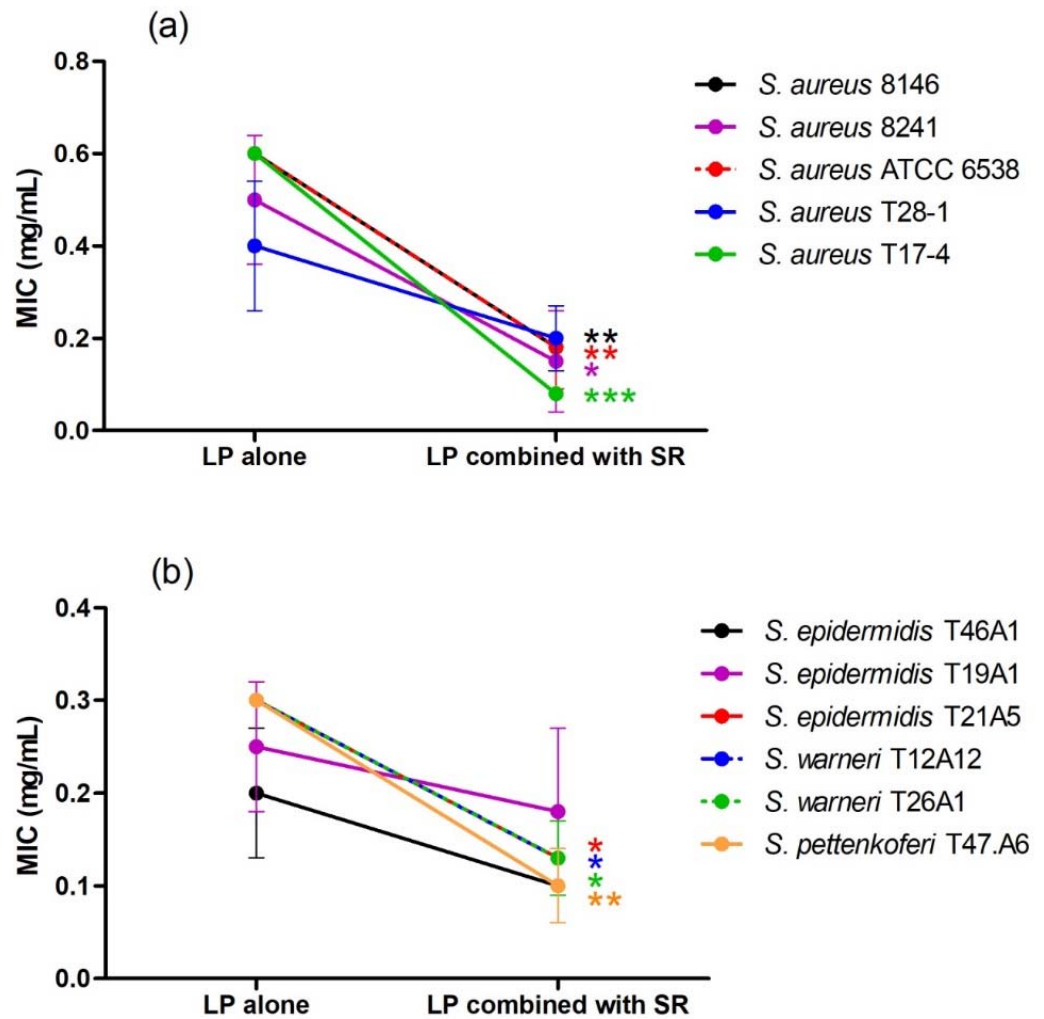 (a)
MIC (mg/mL)
0.8
0.6
0.4
0.2
0.0
LP alone
LP combined with SR
**
**
*
***
S. aureus 8146
S. aureus 8241
S. aureus ATCC 6538
S. aureus T28-1
S. aureus T17-4
(b)
MIC (mg/mL)
0.4
0.3
0.2
0.1
0.0
LP alone
LP combined with SR
*
*
*
**
S. epidermidis T46A1
S. epidermidis T19A1
S. epidermidis T21A5
S. warneri T12A12
S. warneri T26A1
S. pettenkoferi T47.A6